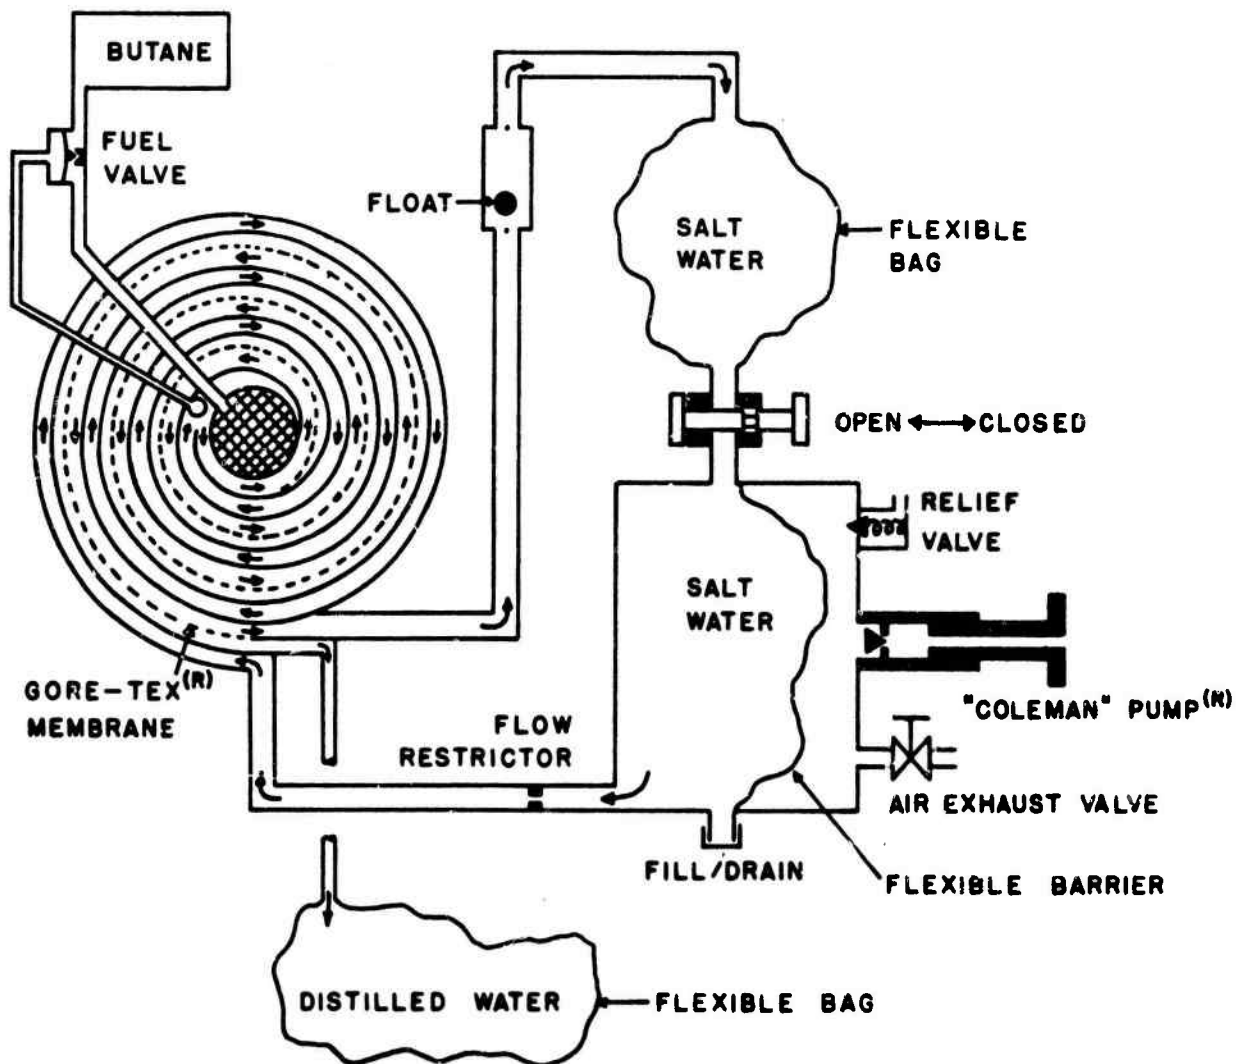 BUTANE
FUEL
VALVE
FLOAT
SALT
WATER
FLEXIBLE
BAG
OPEN CLOSED
RELIEF
VALVE
SALT
WATER
GORE-TEX(R)
MEMBRANE
FLOW
RESTRICTOR
"COLEMAN" PUMP(R)
AIR EXHAUST VALVE
FILL/DRAIN
FLEXIBLE BARRIER
DISTILLED WATER
FLEXIBLE BAG